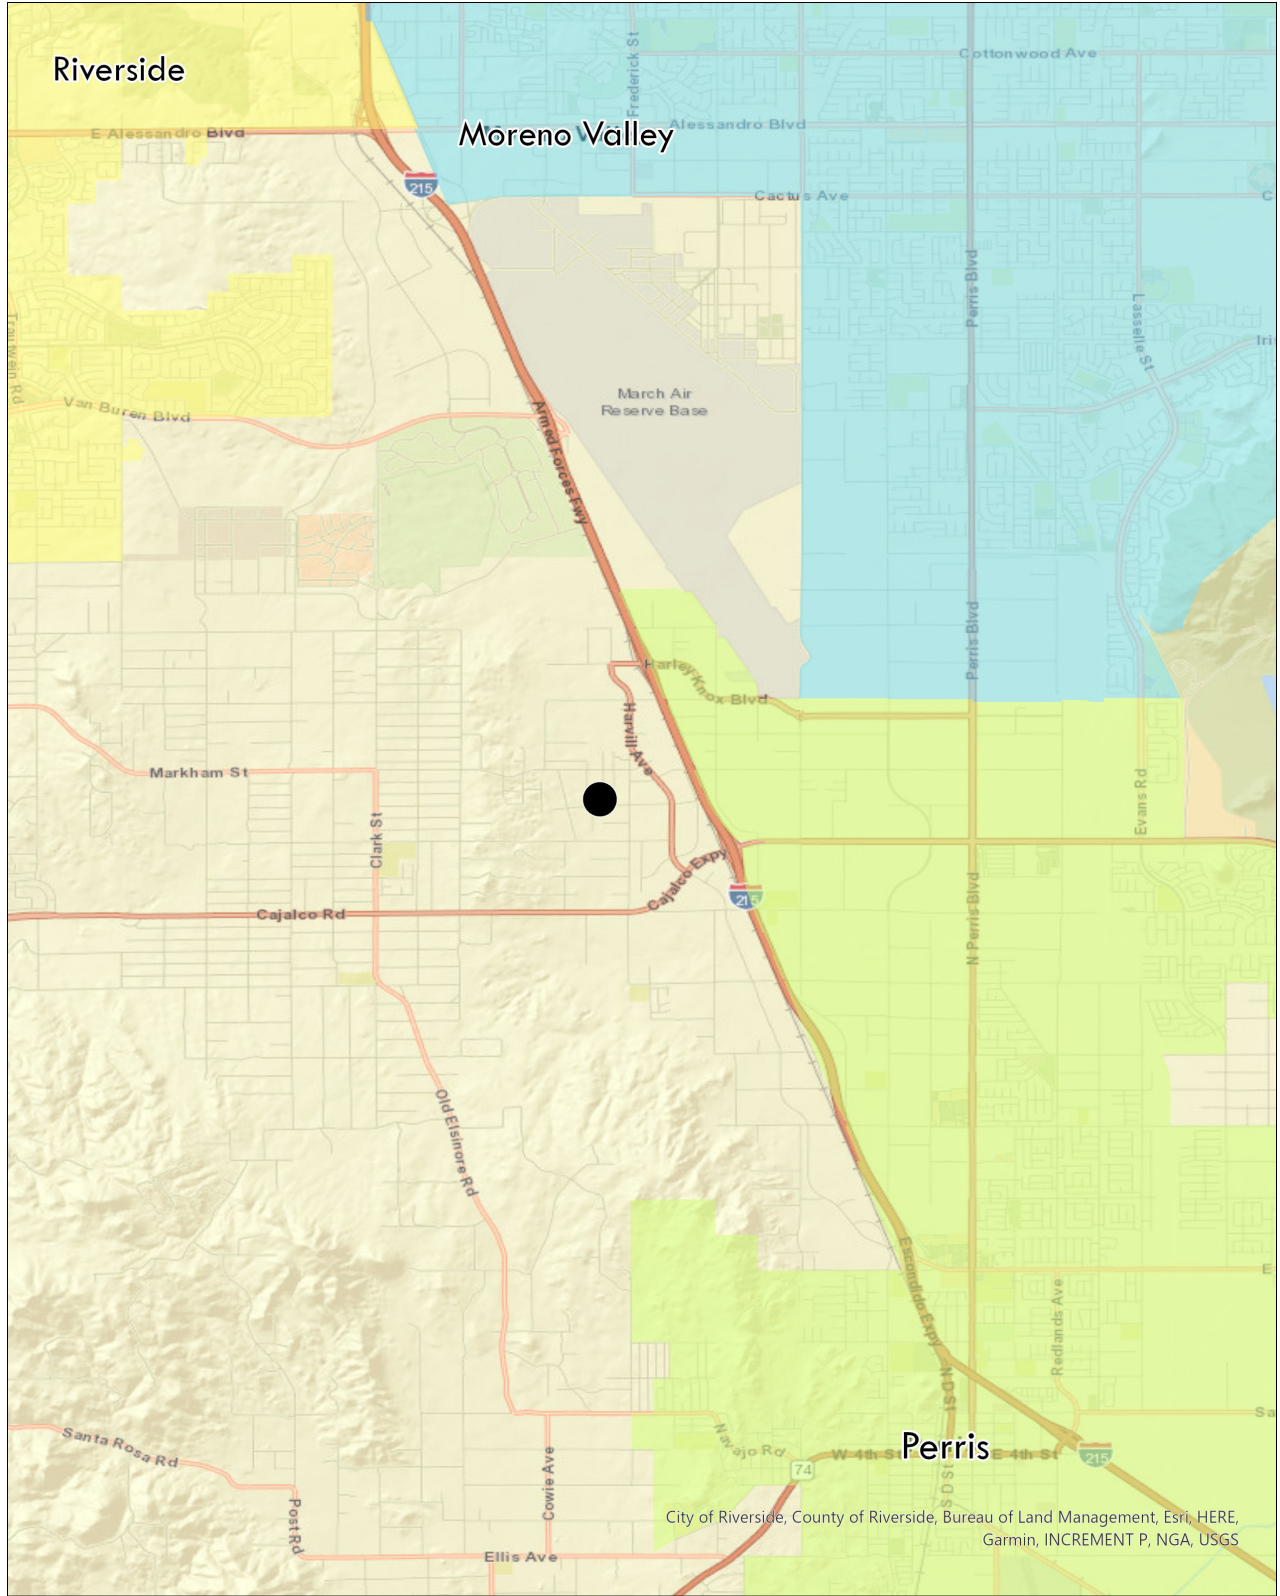 Riverside
Cottonwood Ave
Frederick St
E Alessandro Blvd
Moreno Valley
Alessandro Blvd
215
Cactus Ave
C
Perris Blvd
Lasselle St
Iri
Trautwein Rd
Van Buren Blvd
March Air
Reserve Base
Armed Forces Fwy
Perris Blvd
Harley Knox Blvd
Harvill Ave
Markham St
Evans Rd
Clark St
Cajalco Expy
215
N Perris Blvd
Cajalco Rd
Old Elsinore Rd
Escondido Expy
E
Redlands Ave
N D St
Sa
Santa Rosa Rd
Navajo Rd
W 4th St
Perris
E 4th St
215
74
S D St
Cowie Ave
Post Rd
City of Riverside, County of Riverside, Bureau of Land Management, Esri, HERE,
Garmin, INCREMENT P, NGA, USGS
Ellis Ave